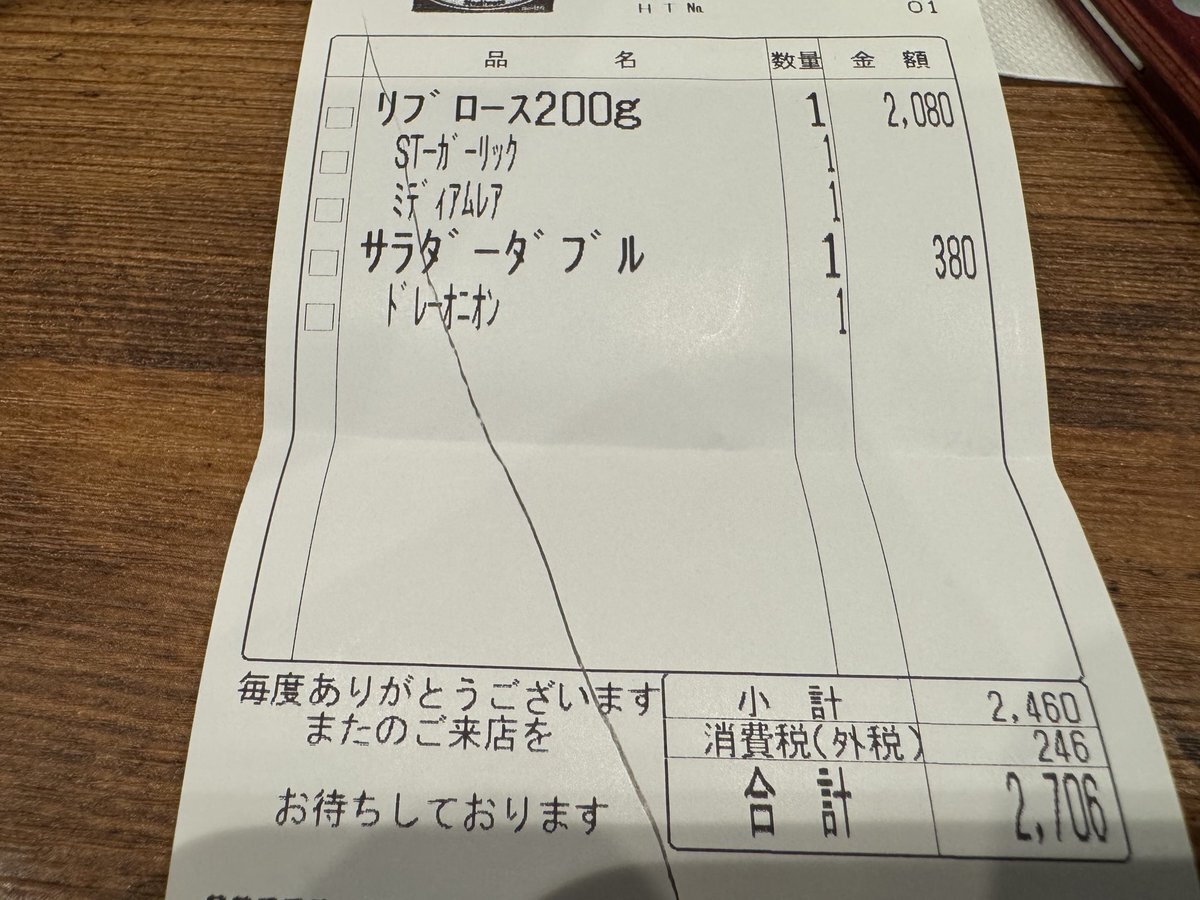 HT№ 01
品名 数量 金額
リブロース200g 1 2,080
STーガーリック 1
ミディアムレア 1
サラダーダブル 1 380
ドレーオニオン 1
毎度ありがとうございます
またのご来店を
お待ちしております
小計 2,460
消費税(外税) 246
合計 2,706